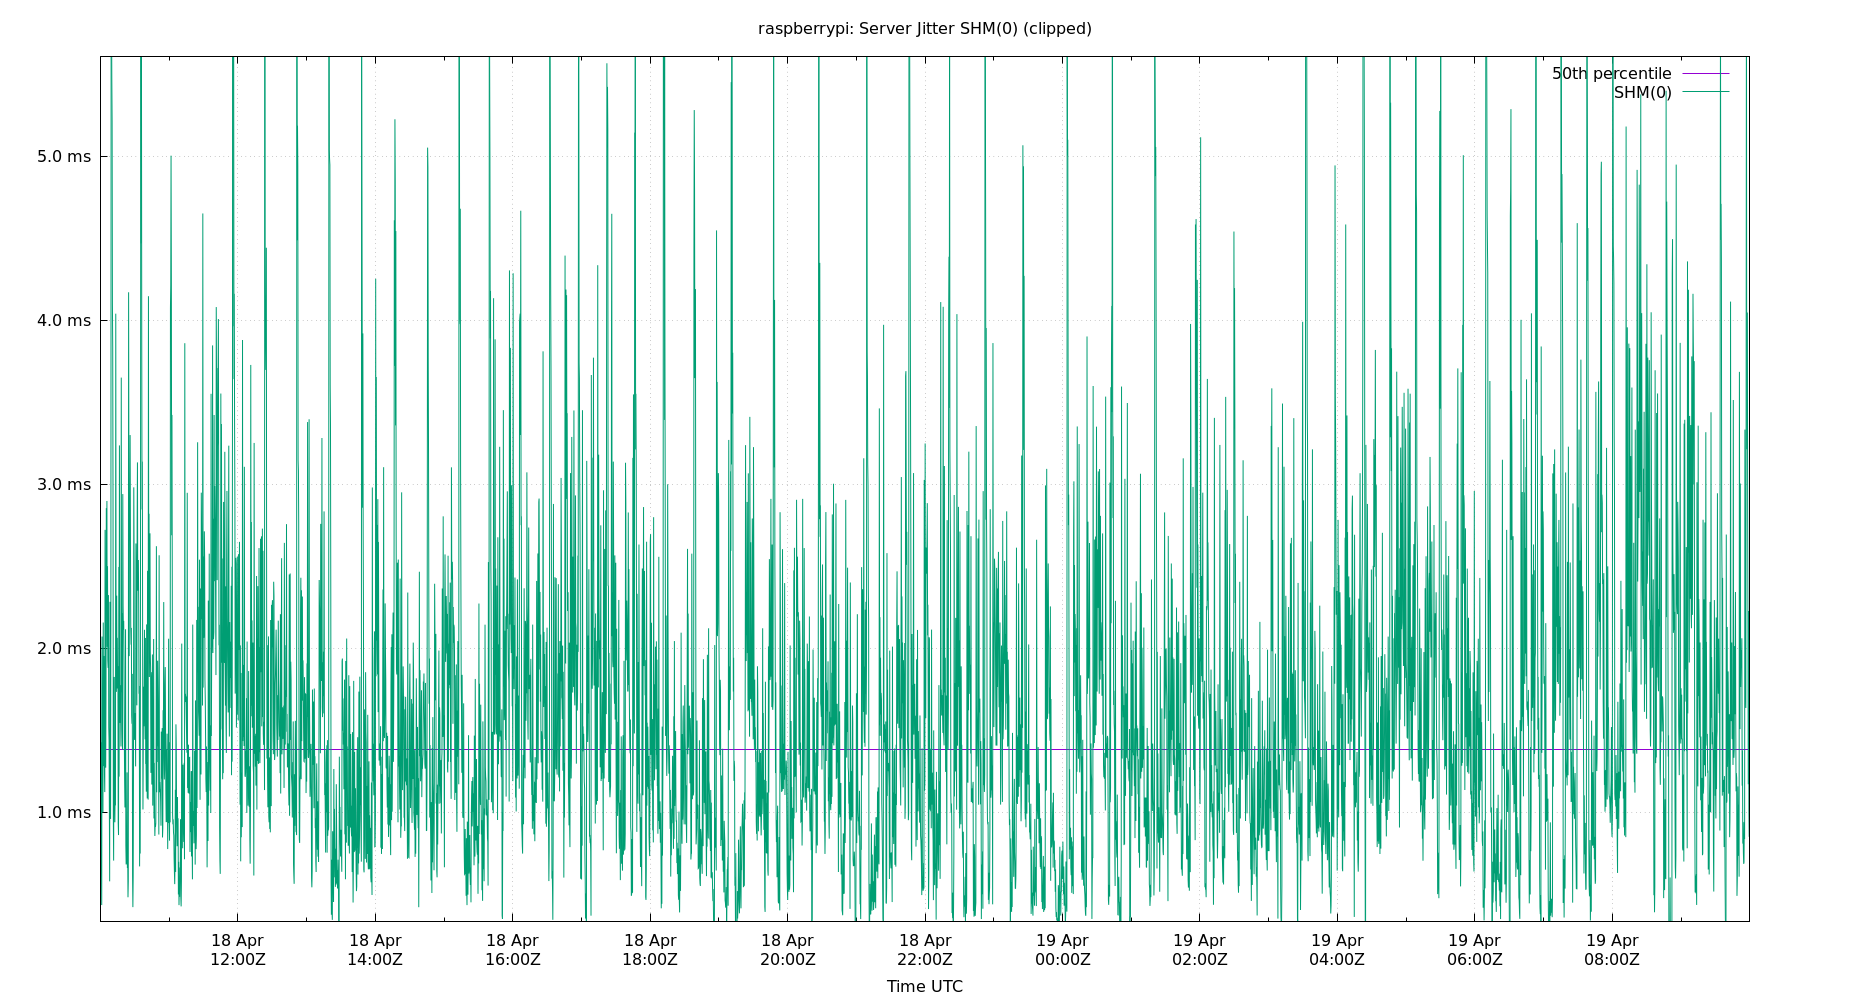 raspberrypi: Server Jitter SHM(0) (clipped)
50th percentile
SHM(0)
5.0 ms
4.0 ms
3.0 ms
2.0 ms
1.0 ms
18 Apr 18 Apr 18 Apr 18 Apr 18 Apr 18 Apr 19 Apr 19 Apr 19 Apr 19 Apr 19 Apr
12:00Z 14:00Z 16:00Z 18:00Z 20:00Z 22:00Z 00:00Z 02:00Z 04:00Z 06:00Z 08:00Z
Time UTC